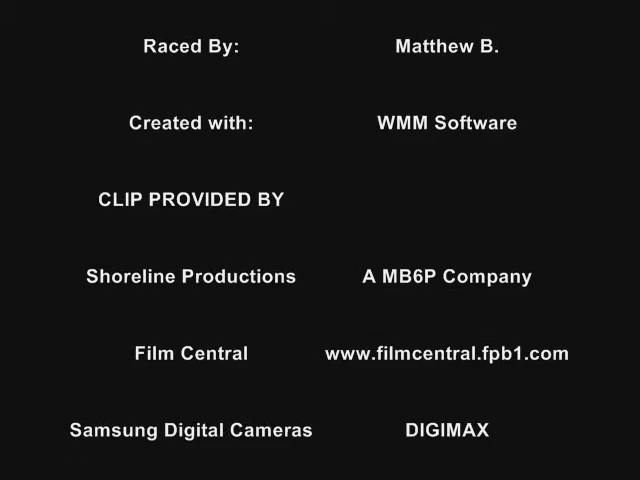 Raced By: Matthew B.
Created with: WMM Software
CLIP PROVIDED BY
Shoreline Productions A MB6P Company
Film Central www.filmcentral.fpb1.com
Samsung Digital Cameras DIGIMAX